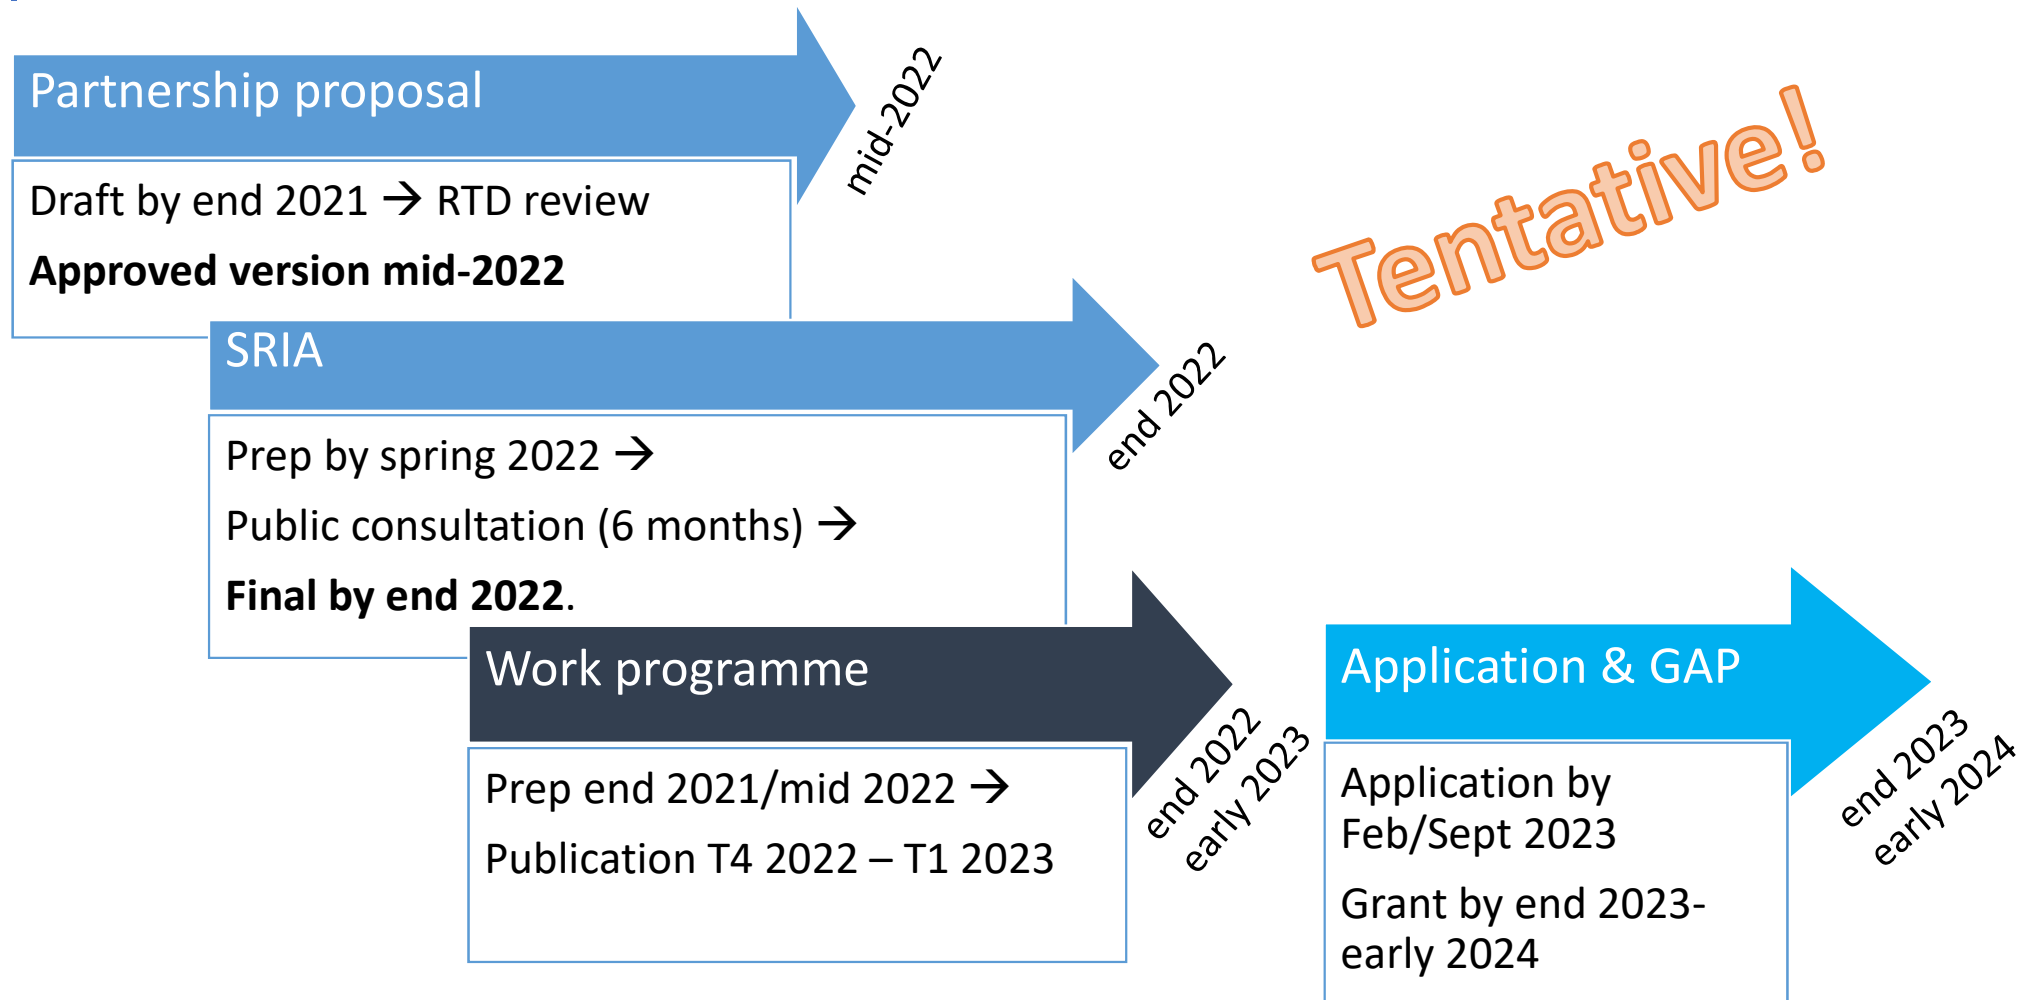 Partnership proposal
mid-2022
Draft by end 2021 → RTD review
Approved version mid-2022
Tentative!
SRIA
end 2022
Prep by spring 2022 →
Public consultation (6 months) →
Final by end 2022.
Work programme
end 2022
early 2023
Prep end 2021/mid 2022 →
Publication T4 2022 – T1 2023
Application & GAP
end 2023
early 2024
Application by
Feb/Sept 2023
Grant by end 2023-
early 2024